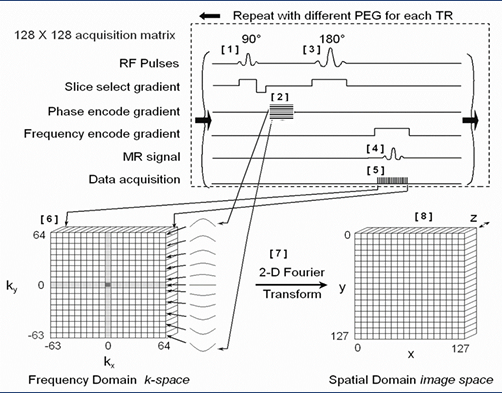 Repeat with different PEG for each TR
128 X 128 acquisition matrix
[1] 90° [3] 180°
RF Pulses
Slice select gradient
[2]
Phase encode gradient
Frequency encode gradient
MR signal [4]
Data acquisition [5]
[6]
64
ky 0
-63
-63 0 64
kx
Frequency Domain k-space
[7]
2-D Fourier
Transform
[8]
z
0
y
127
0 127
x
Spatial Domain image space